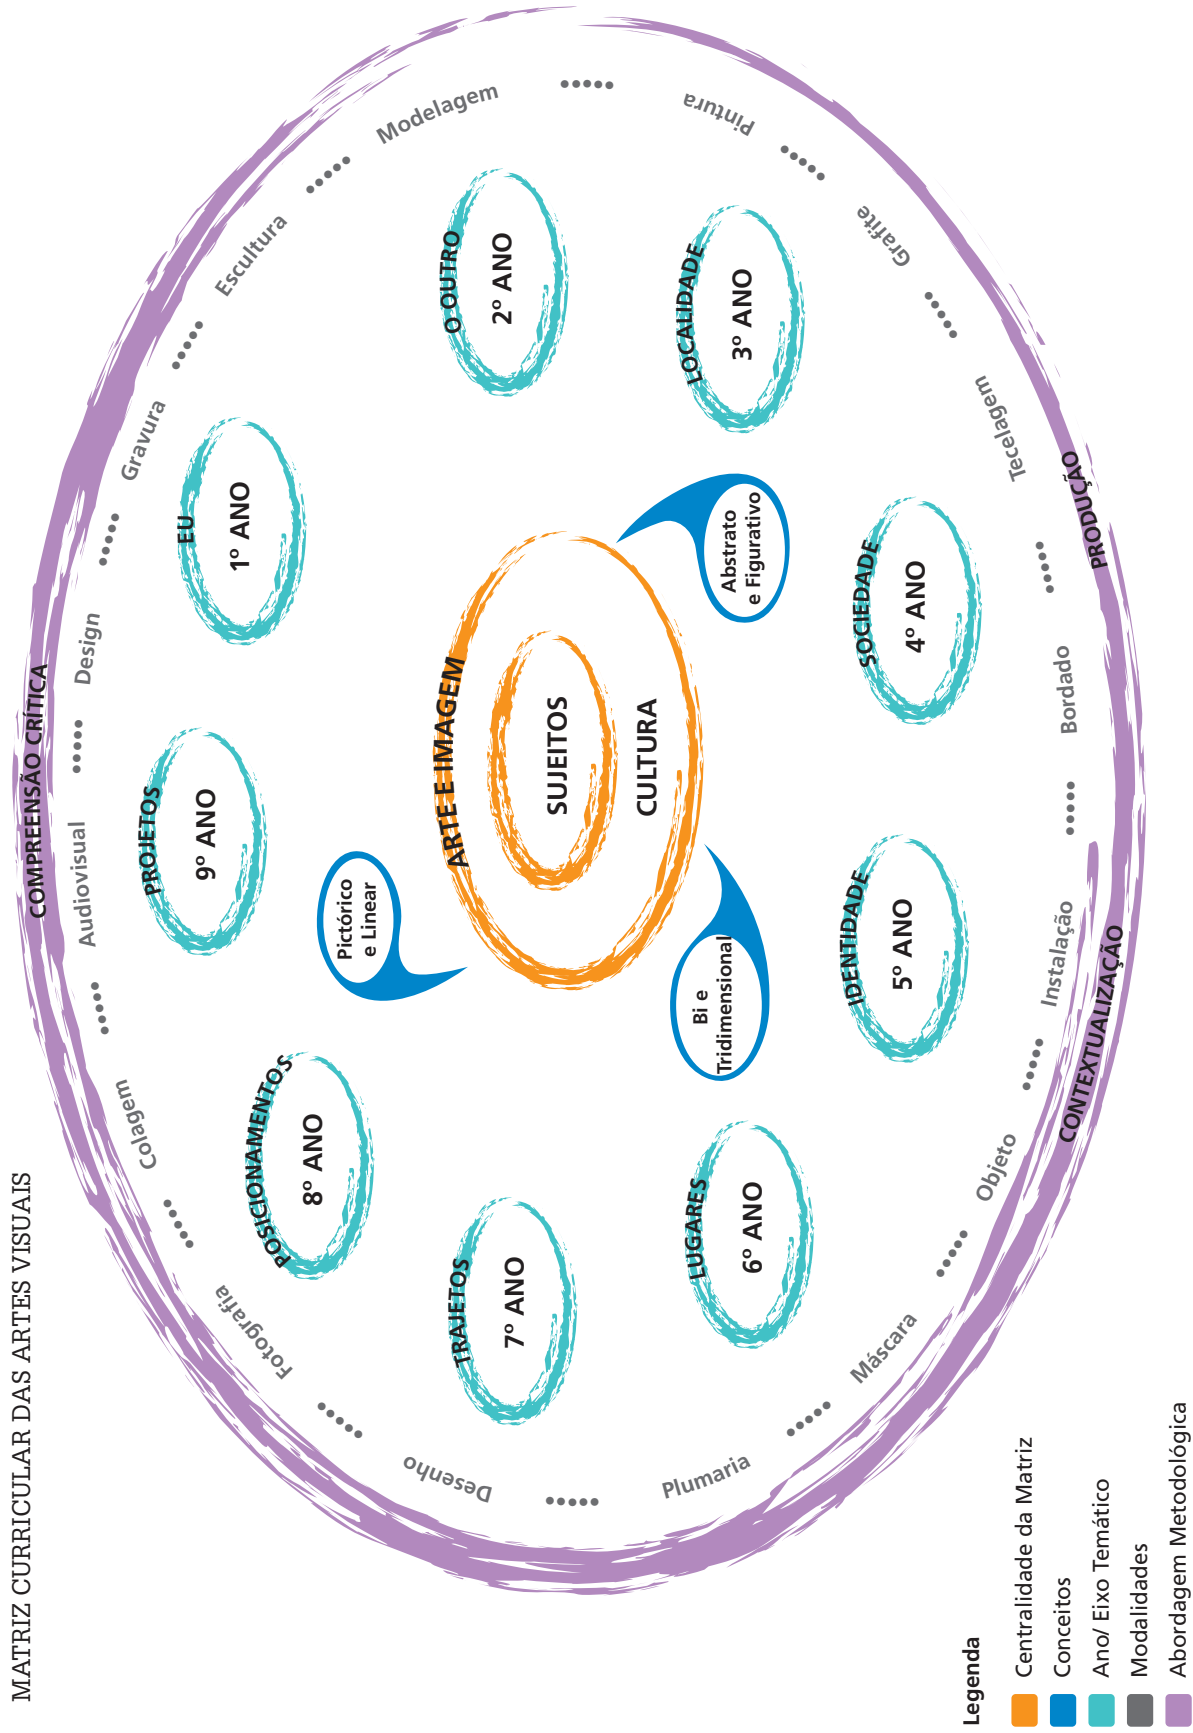 MATRIZ CURRICULAR DAS ARTES VISUAIS
COMPREENSÃO CRÍTICA
PRODUÇÃO
CONTEXTUALIZAÇÃO
Audiovisual
Design
Gravura
Escultura
Modelagem
Pintura
Grafite
Tecelagem
Bordado
Instalação
Objeto
Máscara
Plumaria
Desenho
Fotografia
Colagem
EU
1º ANO
O OUTRO
2º ANO
LOCALIDADE
3º ANO
SOCIEDADE
4º ANO
IDENTIDADE
5º ANO
LUGARES
6º ANO
TRAJETOS
7º ANO
POSICIONAMENTOS
8º ANO
PROJETOS
9º ANO
Pictórico
e Linear
Abstrato
e Figurativo
Bi e
Tridimensional
ARTE E IMAGEM
SUJEITOS
CULTURA
Legenda
Centralidade da Matriz
Conceitos
Ano/ Eixo Temático
Modalidades
Abordagem Metodológica